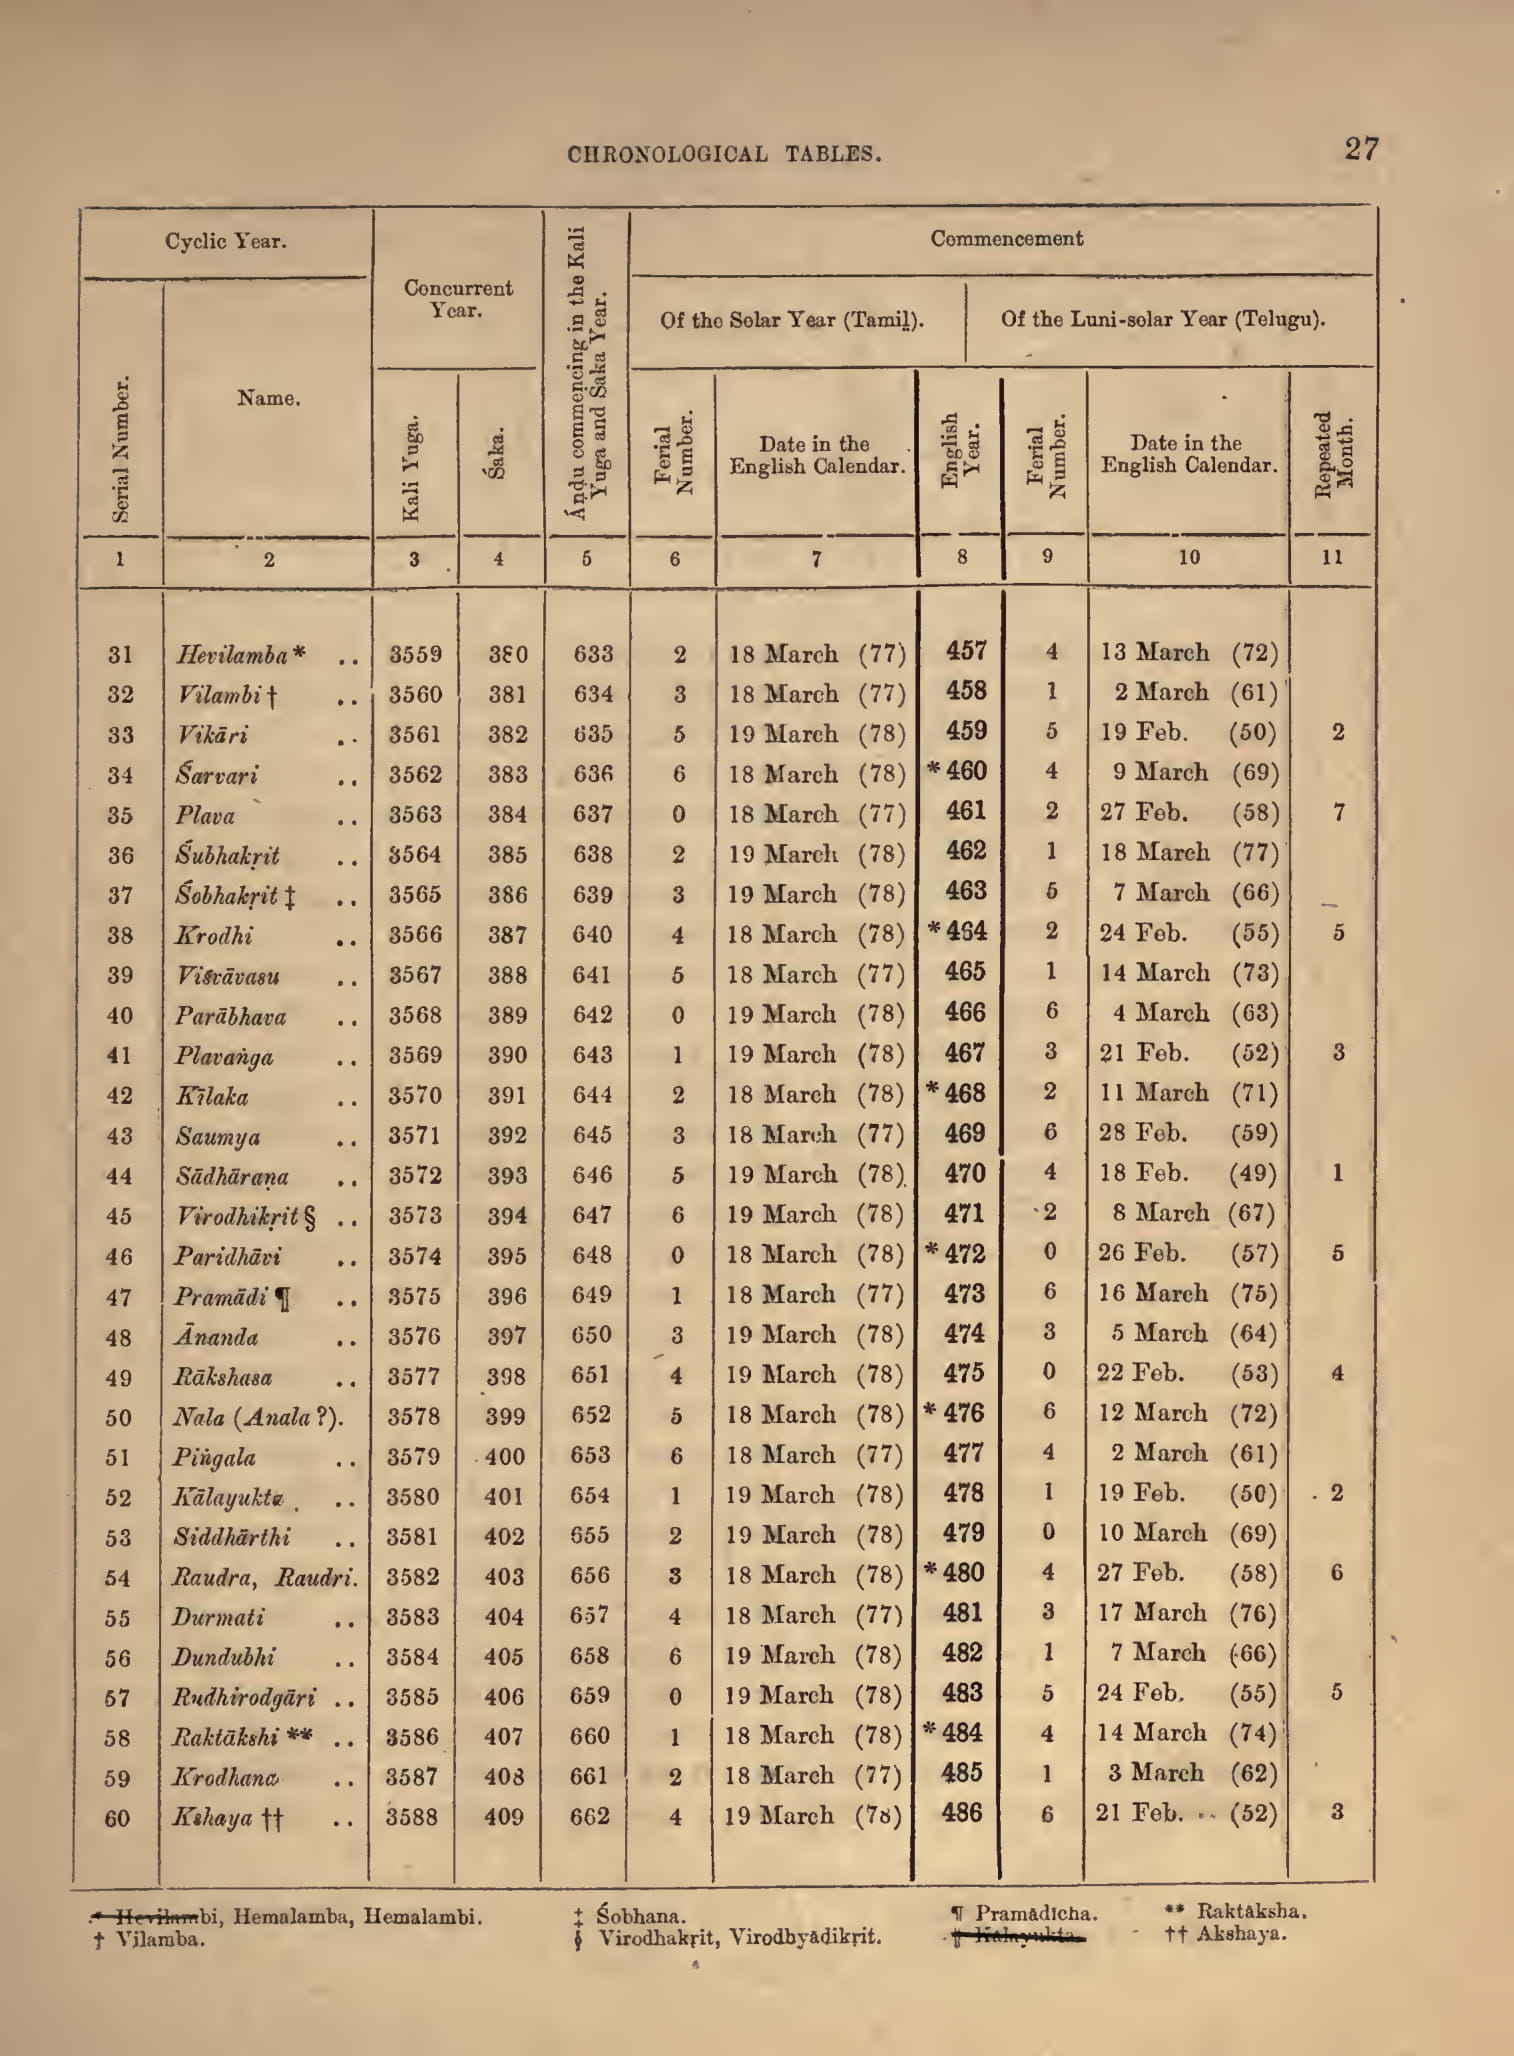 CHRONOLOGICAL TABLES. 27
Cyclic Year.
Concurrent
Year.
Áṇḍu commencing in the Kali
Yuga and Śaka Year.
Commencement
Of the Solar Year (Tamiḻ).
Of the Luni-solar Year (Telugu).
Serial Number.
Name.
Kali Yuga.
Śaka.
Ferial
Number.
Date in the
English Calendar.
English
Year.
Ferial
Number.
Date in the
English Calendar.
Repeated
Month.
1 2 3 4 5 6 7 8 9 10 11
31 Hevilamba * .. 3559 380 633 2 18 March (77) 457 4 13 March (72)
32 Vilambi † .. 3560 381 634 3 18 March (77) 458 1 2 March (61)
33 Vikāri .. 3561 382 635 5 19 March (78) 459 5 19 Feb. (50) 2
34 Śarvari .. 3562 383 636 6 18 March (78) *460 4 9 March (69)
35 Plava .. 3563 384 637 0 18 March (77) 461 2 27 Feb. (58) 7
36 Śubhakṛit .. 3564 385 638 2 19 March (78) 462 1 18 March (77)
37 Śobhakṛit ‡ .. 3565 386 639 3 19 March (78) 463 5 7 March (66)
38 Krodhi .. 3566 387 640 4 18 March (78) *464 2 24 Feb. (55) 5
39 Viśvāvasu .. 3567 388 641 5 18 March (77) 465 1 14 March (73)
40 Parābhava .. 3568 389 642 0 19 March (78) 466 6 4 March (63)
41 Plavaṅga .. 3569 390 643 1 19 March (78) 467 3 21 Feb. (52) 3
42 Kīlaka .. 3570 391 644 2 18 March (78) *468 2 11 March (71)
43 Saumya .. 3571 392 645 3 18 March (77) 469 6 28 Feb. (59)
44 Sādhāraṇa .. 3572 393 646 5 19 March (78) 470 4 18 Feb. (49) 1
45 Virodhikṛit § .. 3573 394 647 6 19 March (78) 471 2 8 March (67)
46 Paridhāvi .. 3574 395 648 0 18 March (78) *472 0 26 Feb. (57) 5
47 Pramādi ¶ .. 3575 396 649 1 18 March (77) 473 6 16 March (75)
48 Ānanda .. 3576 397 650 3 19 March (78) 474 3 5 March (64)
49 Rākshasa .. 3577 398 651 4 19 March (78) 475 0 22 Feb. (53) 4
50 Nala (Anala ?). 3578 399 652 5 18 March (78) *476 6 12 March (72)
51 Piṅgala .. 3579 400 653 6 18 March (77) 477 4 2 March (61)
52 Kālayukta .. 3580 401 654 1 19 March (78) 478 1 19 Feb. (50) 2
53 Siddhārthi .. 3581 402 655 2 19 March (78) 479 0 10 March (69)
54 Raudra, Raudri. 3582 403 656 3 18 March (78) *480 4 27 Feb. (58) 6
55 Durmati .. 3583 404 657 4 18 March (77) 481 3 17 March (76)
56 Dundubhi .. 3584 405 658 6 19 March (78) 482 1 7 March (66)
57 Rudhirodgāri .. 3585 406 659 0 19 March (78) 483 5 24 Feb. (55) 5
58 Raktākshi ** .. 3586 407 660 1 18 March (78) *484 4 14 March (74)
59 Krodhana .. 3587 408 661 2 18 March (77) 485 1 3 March (62)
60 Kshaya †† .. 3588 409 662 4 19 March (78) 486 6 21 Feb. (52) 3
* Hevilambi, Hemalamba, Hemalambi. ‡ Śobhana. ¶ Pramādicha. ** Raktāksha.
† Vilamba. § Virodhakṛit, Virodhyādikṛit. || Kālayukta. †† Akshaya.